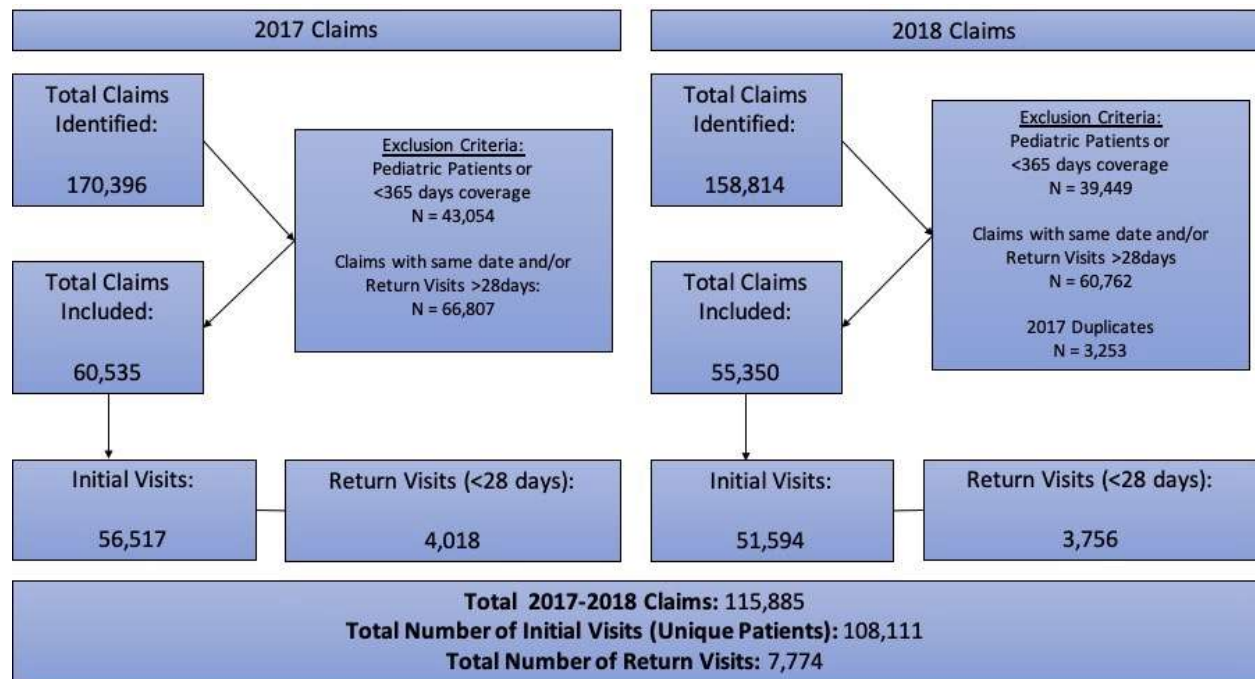 2017 Claims
Total Claims
Identified:
170,396
Exclusion Criteria:
Pediatric Patients or
<365 days coverage
N = 43,054
Claims with same date and/or
Return Visits >28days:
N = 66,807
Total Claims
Included:
60,535
Initial Visits:
56,517
Return Visits (<28 days):
4,018
2018 Claims
Total Claims
Identified:
158,814
Exclusion Criteria:
Pediatric Patients or
<365 days coverage
N = 39,449
Claims with same date and/or
Return Visits >28days
N = 60,762
2017 Duplicates
N = 3,253
Total Claims
Included:
55,350
Initial Visits:
51,594
Return Visits (<28 days):
3,756
Total 2017-2018 Claims: 115,885
Total Number of Initial Visits (Unique Patients): 108,111
Total Number of Return Visits: 7,774